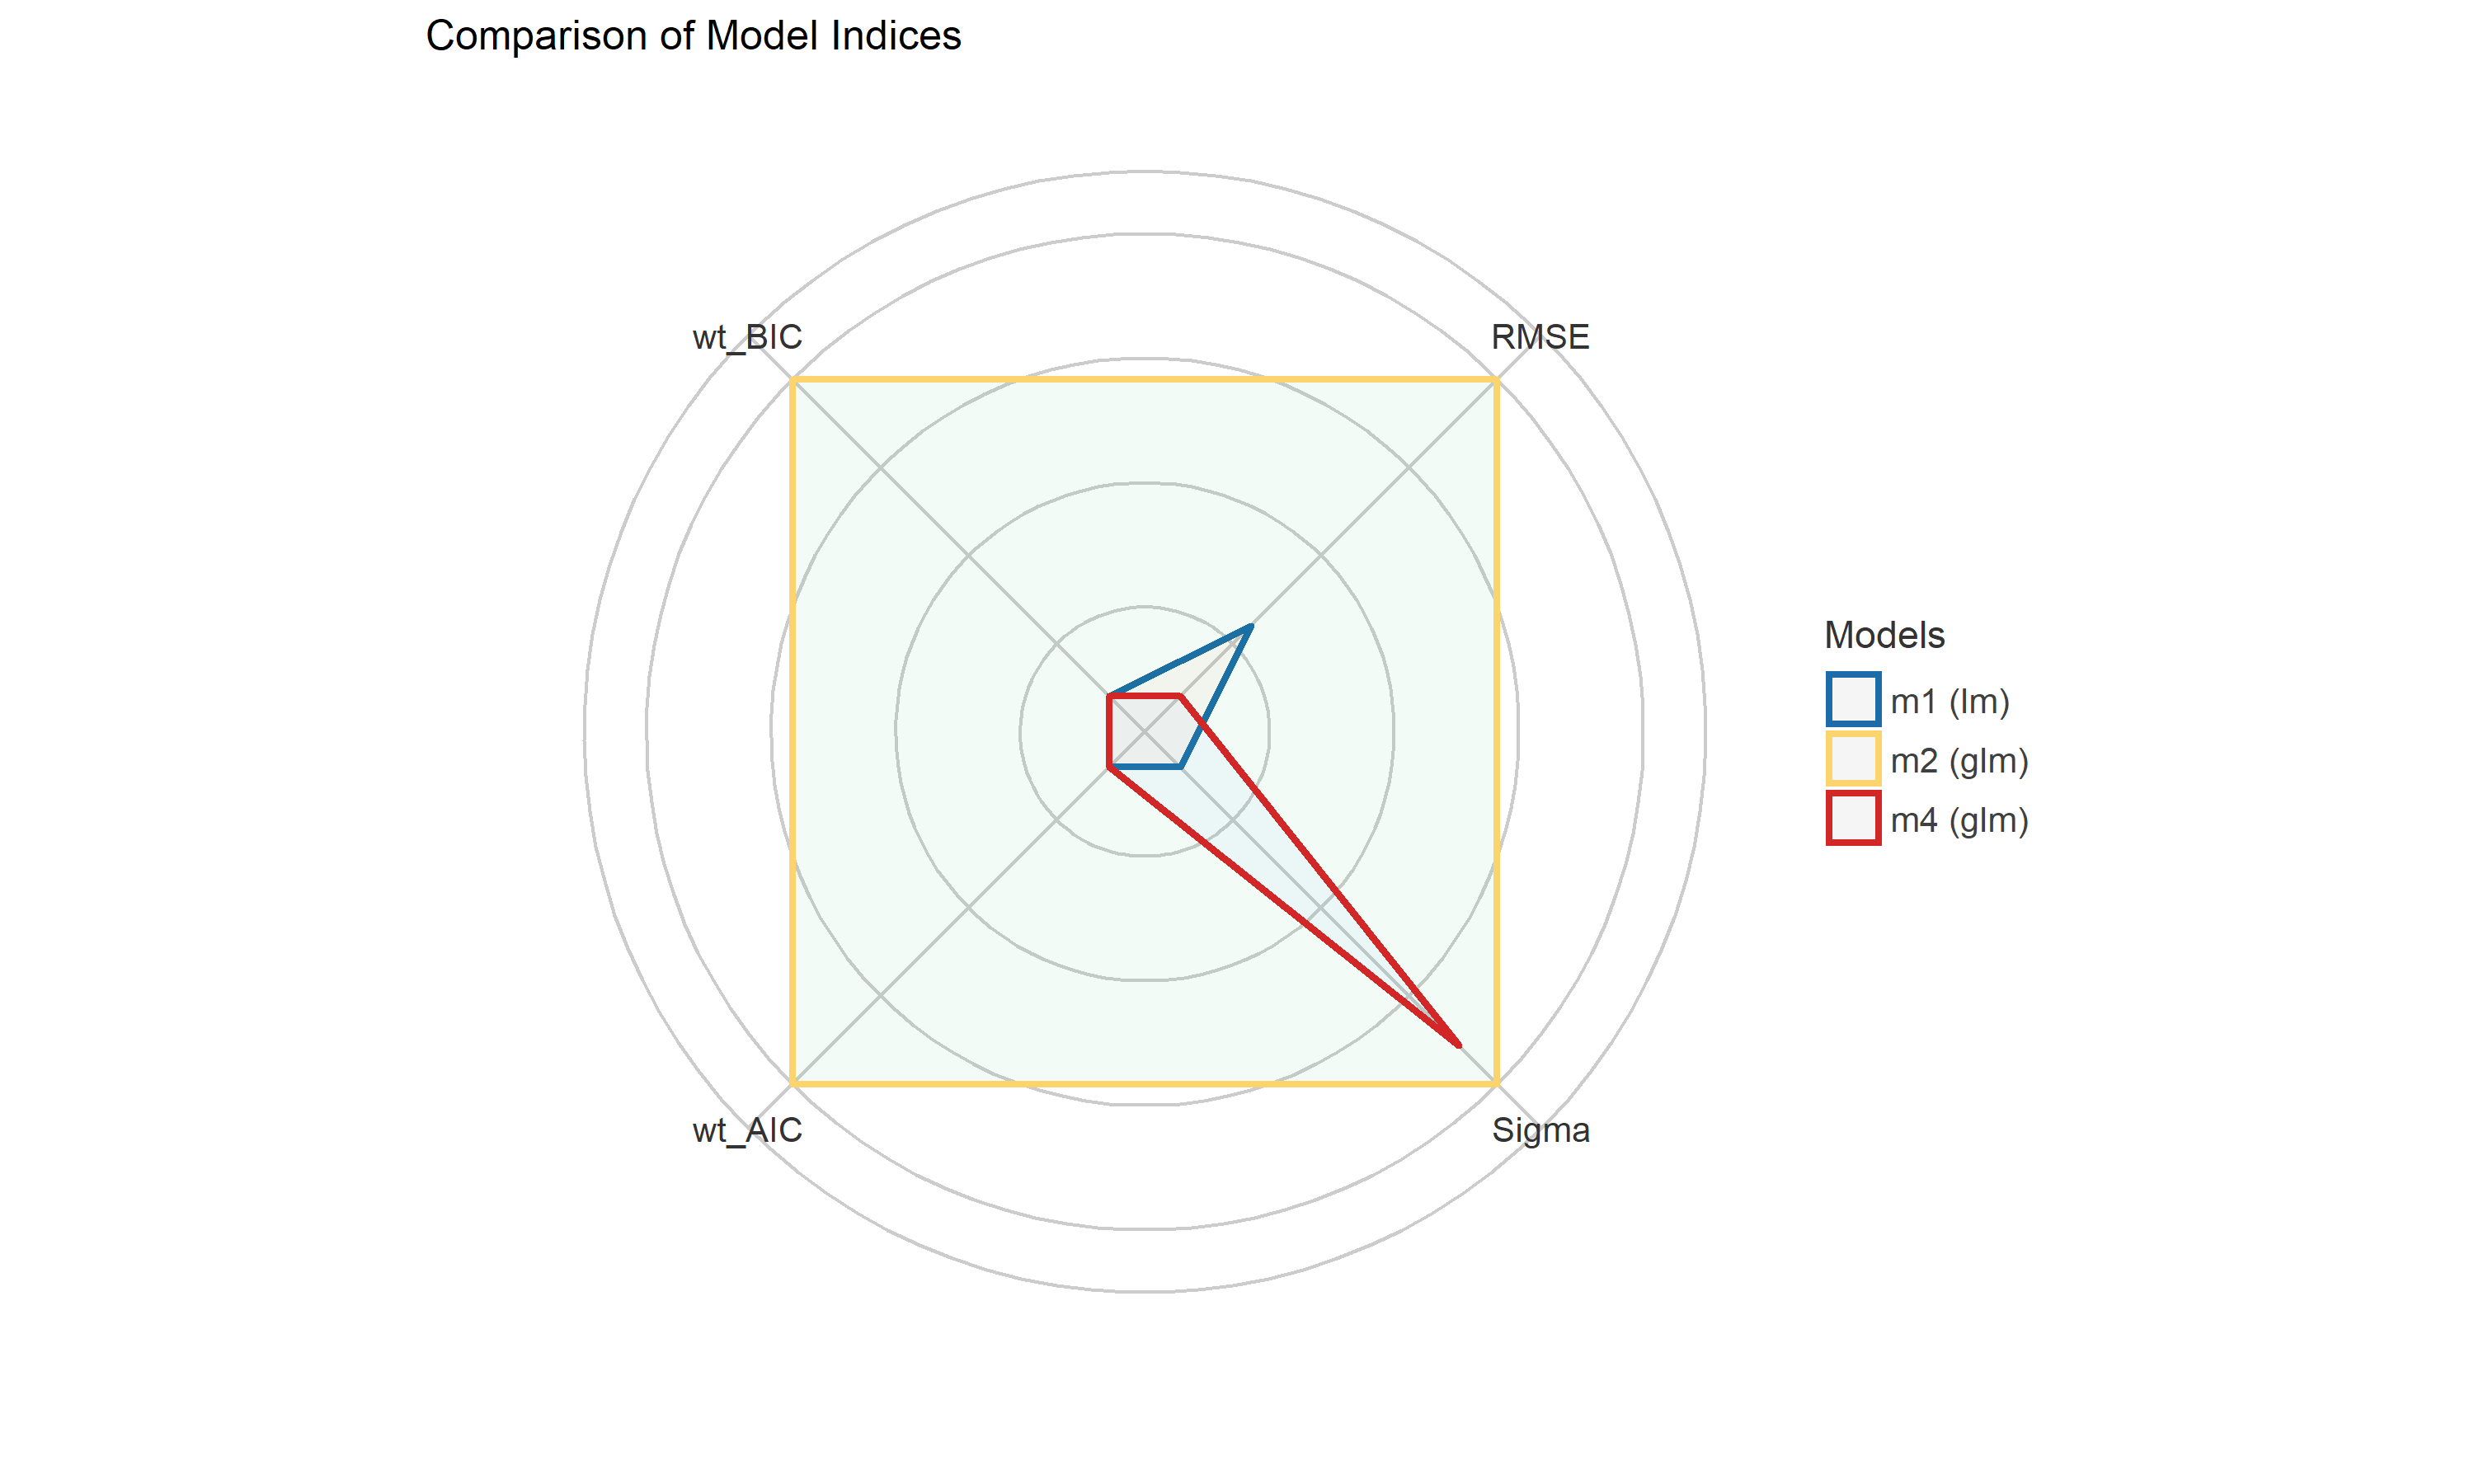 Comparison of Model Indices
wt_BIC
RMSE
wt_AIC
Sigma
Models
m1 (lm)
m2 (glm)
m4 (glm)